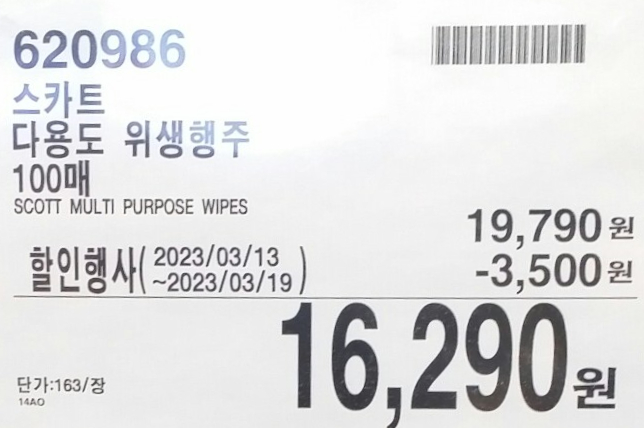 620986
스카트
다용도 위생행주
100매
SCOTT MULTI PURPOSE WIPES
19,790원
할인행사( 2023/03/13
~2023/03/19 )
-3,500원
16,290원
단가:163/장
14AO